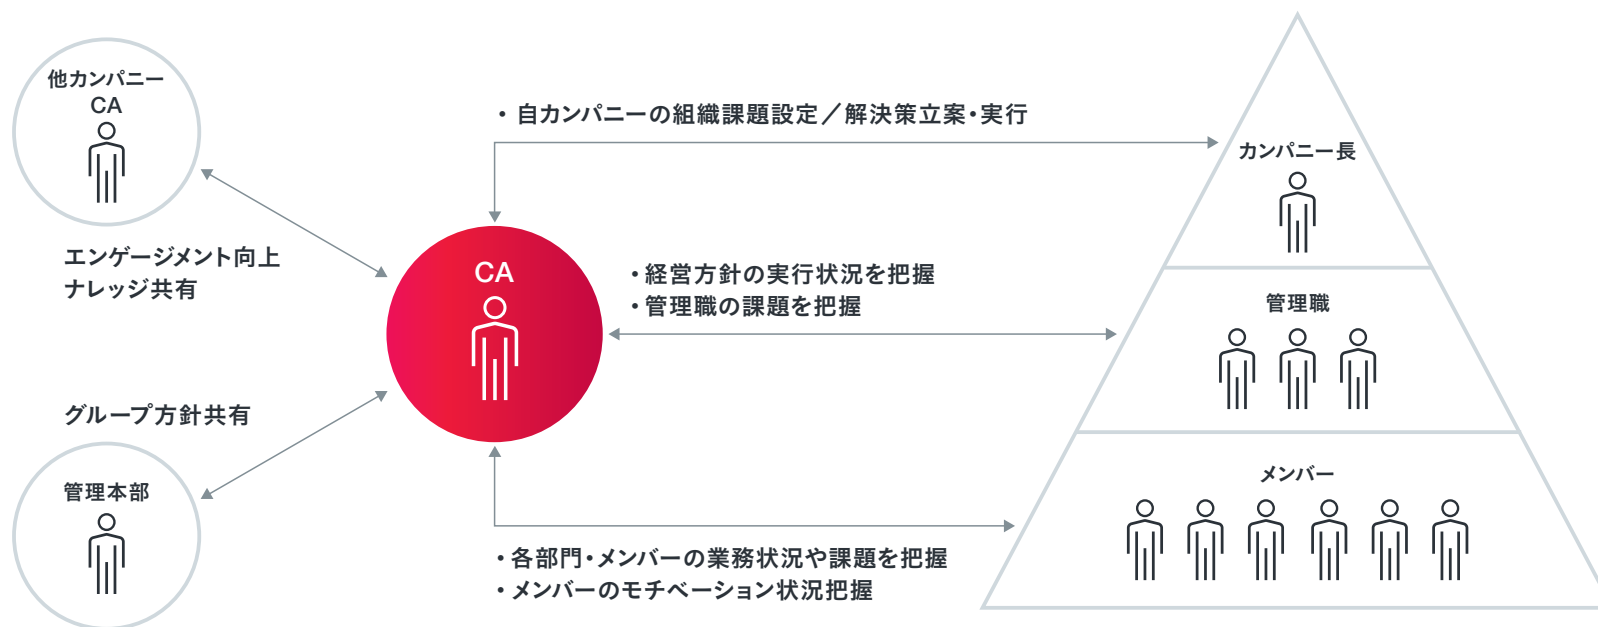 他カンパニー
CA
エンゲージメント向上
ナレッジ共有
グループ方針共有
管理本部
CA
・自カンパニーの組織課題設定／解決策立案・実行
・経営方針の実行状況を把握
・管理職の課題を把握
・各部門・メンバーの業務状況や課題を把握
・メンバーのモチベーション状況把握
カンパニー長
管理職
メンバー